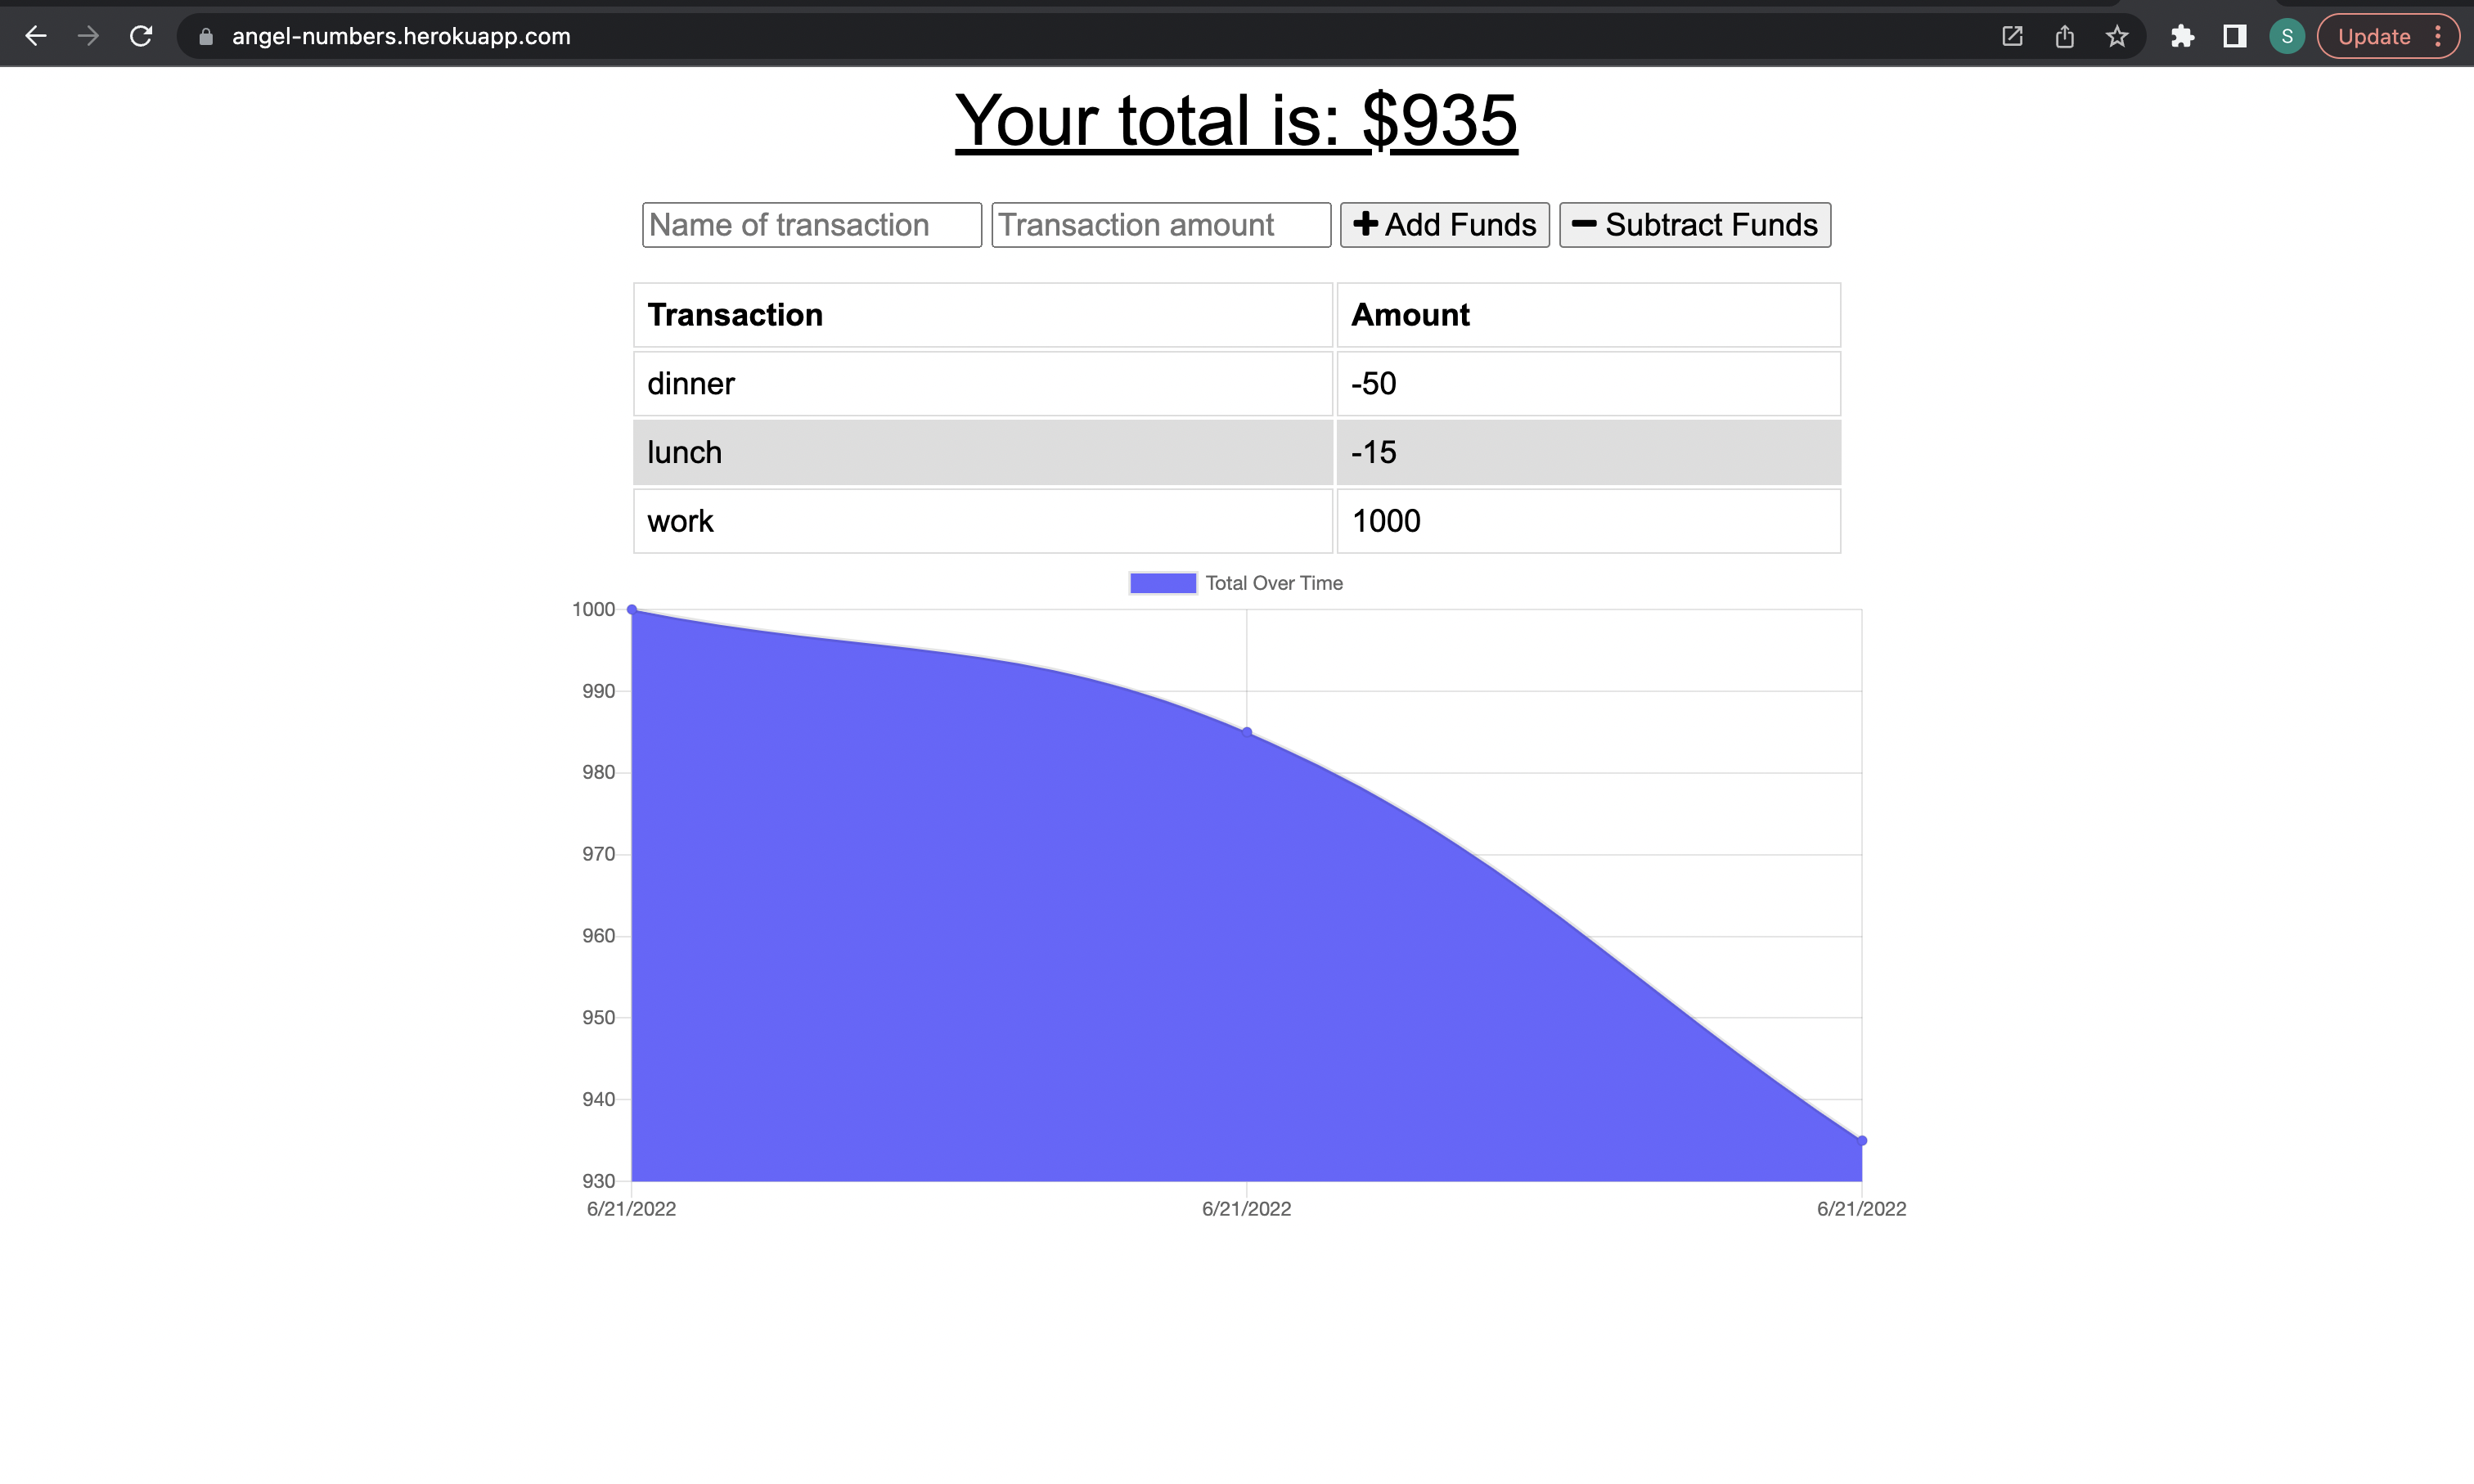 angel-numbers.herokuapp.com S Update
Your total is: $935
Name of transaction Transaction amount Add Funds Subtract Funds
Transaction Amount
dinner -50
lunch -15
work 1000
Total Over Time
1000
990
980
970
960
950
940
930
6/21/2022 6/21/2022 6/21/2022